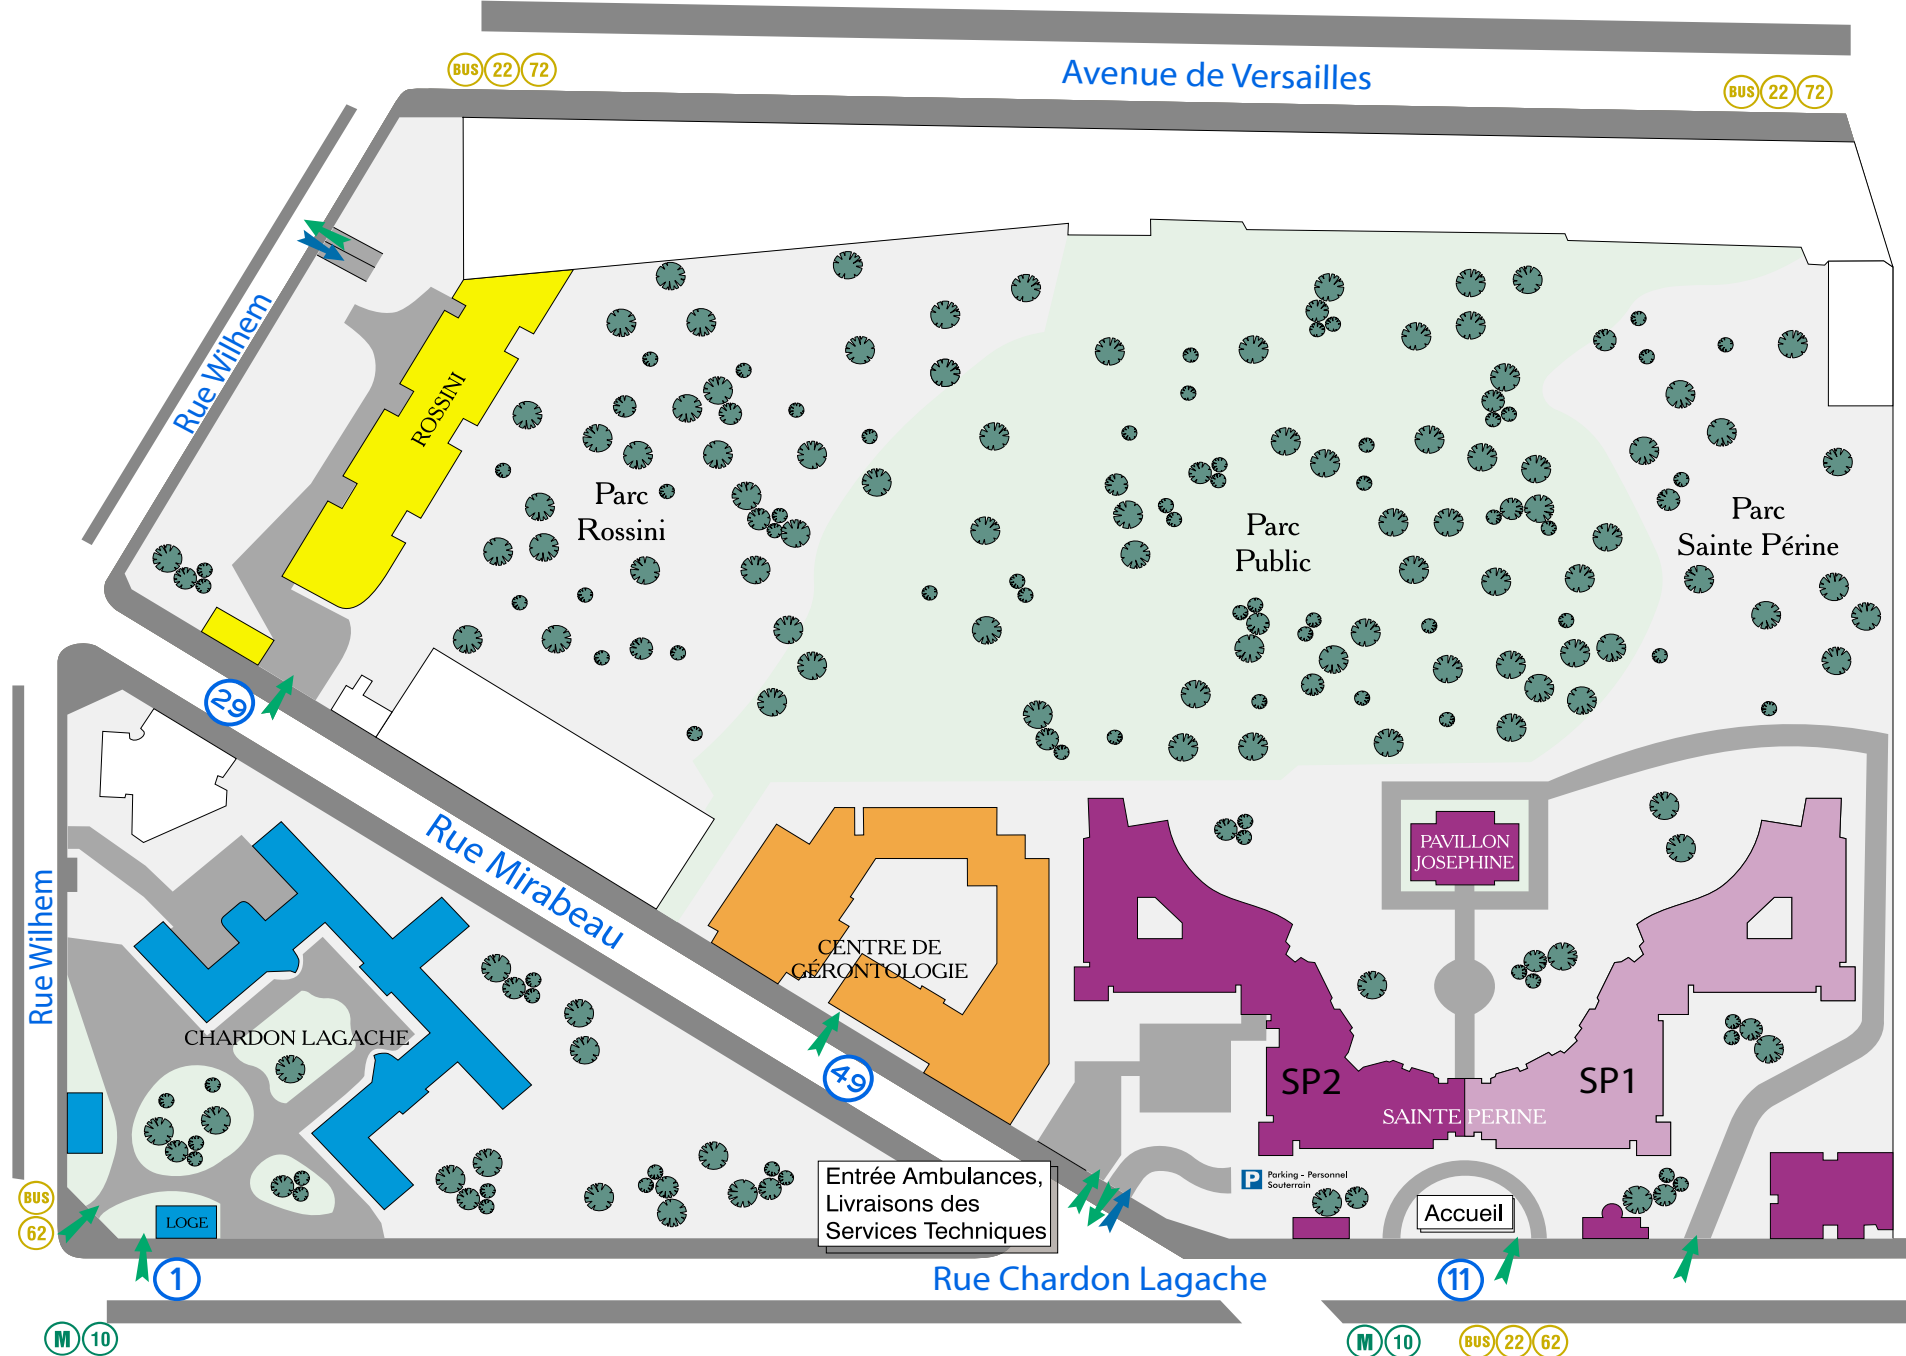 BUS 22 72
Avenue de Versailles
BUS 22 72
Rue Wilhem
ROSSINI
Parc
Rossini
Parc
Public
Parc
Sainte Périne
29
Rue Mirabeau
PAVILLON
JOSEPHINE
Rue Wilhem
CENTRE DE
GÉRONTOLOGIE
CHARDON LAGACHE
49
SP2
SP1
SAINTE PERINE
Entrée Ambulances,
Livraisons des
Services Techniques
P
Parking - Personnel
Souterrain
BUS
62
LOGE
Accueil
1
Rue Chardon Lagache
11
M 10
M 10
BUS 22 62